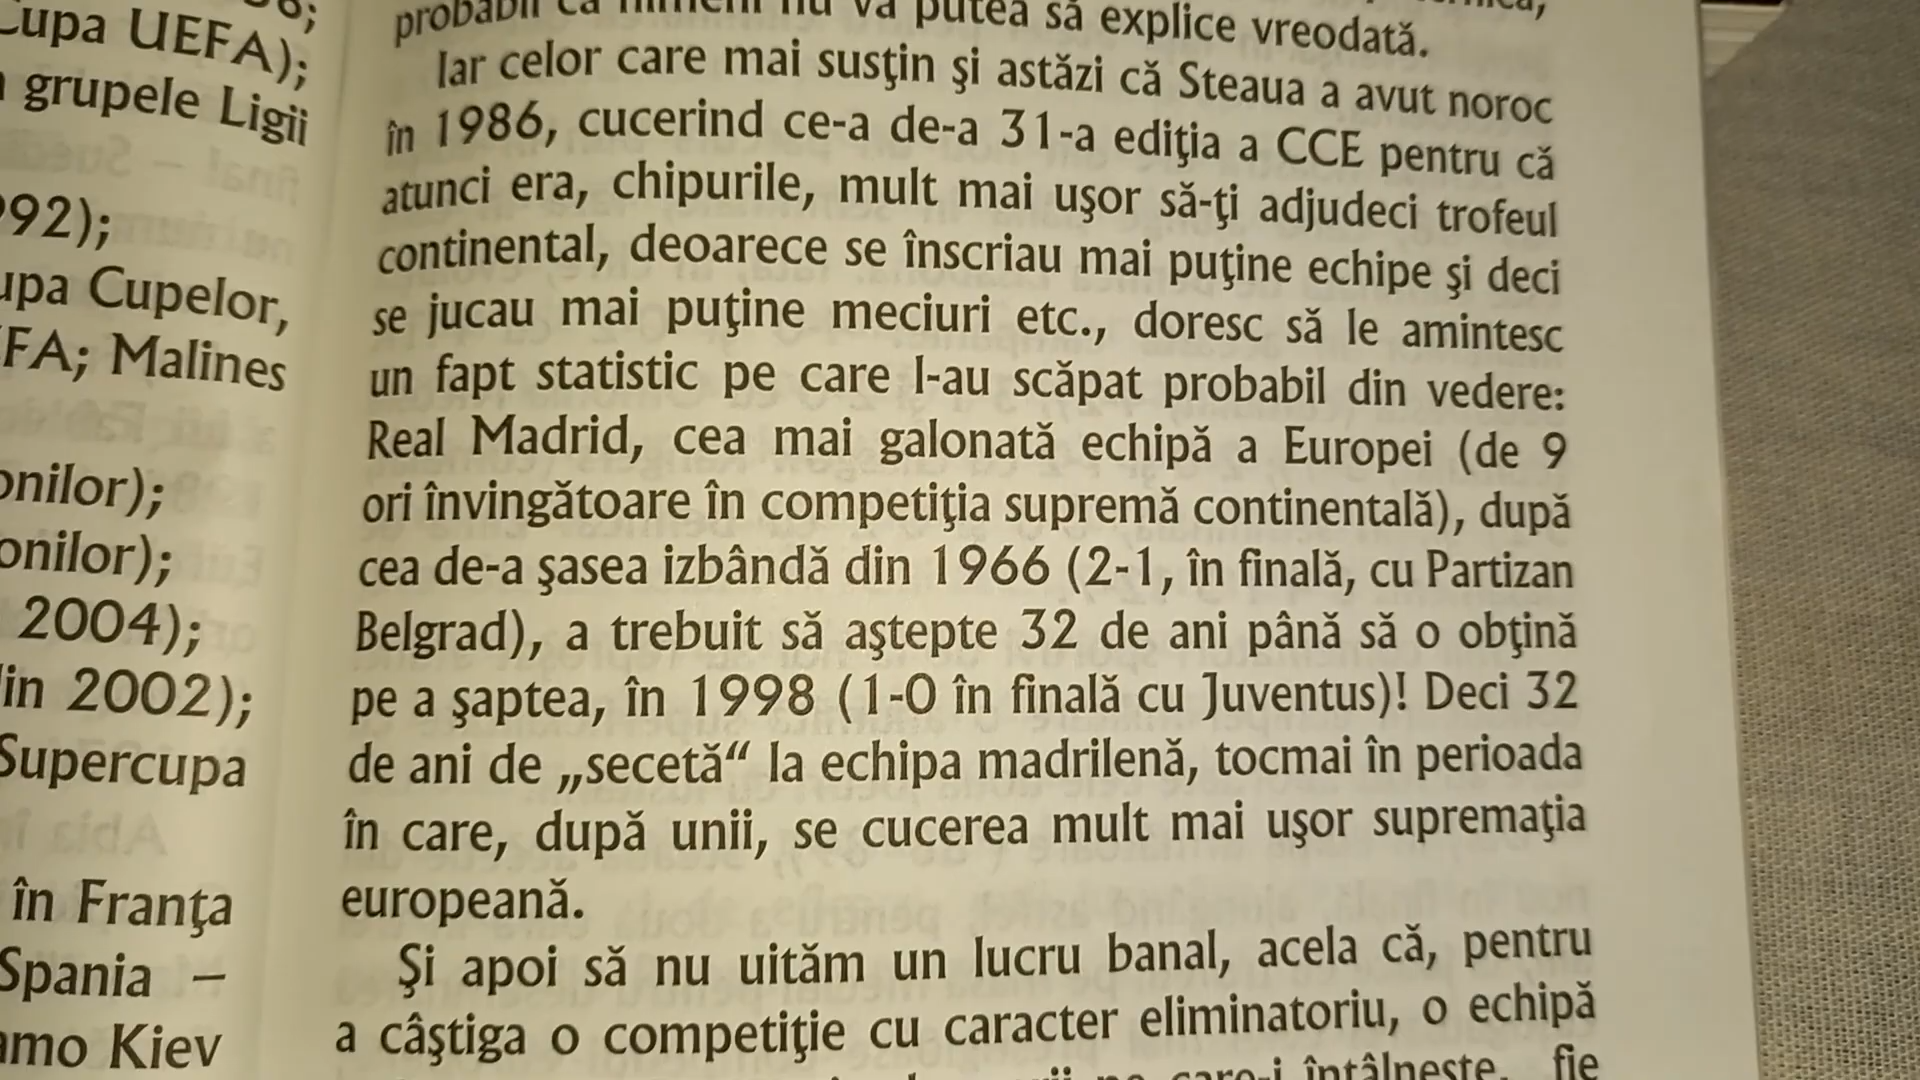 Cupa UEFA);
grupele Ligii
92);
upa Cupelor,
FA; Malines
onilor);
onilor);
2004);
in 2002);
Supercupa
în Franţa
Spania –
amo Kiev
probabil că nimeni nu va putea să explice vreodată.
Iar celor care mai susţin şi astăzi că Steaua a avut noroc
în 1986, cucerind ce-a de-a 31-a ediţia a CCE pentru că
atunci era, chipurile, mult mai uşor să-ţi adjudeci trofeul
continental, deoarece se înscriau mai puţine echipe şi deci
se jucau mai puţine meciuri etc., doresc să le amintesc
un fapt statistic pe care l-au scăpat probabil din vedere:
Real Madrid, cea mai galonată echipă a Europei (de 9
ori învingătoare în competiţia supremă continentală), după
cea de-a şasea izbândă din 1966 (2-1, în finală, cu Partizan
Belgrad), a trebuit să aştepte 32 de ani până să o obţină
pe a şaptea, în 1998 (1-0 în finală cu Juventus)! Deci 32
de ani de „secetă“ la echipa madrilenă, tocmai în perioada
în care, după unii, se cucerea mult mai uşor supremaţia
europeană.
Şi apoi să nu uităm un lucru banal, acela că, pentru
a câştiga o competiţie cu caracter eliminatoriu, o echipă
care-i întâlneşte, fie